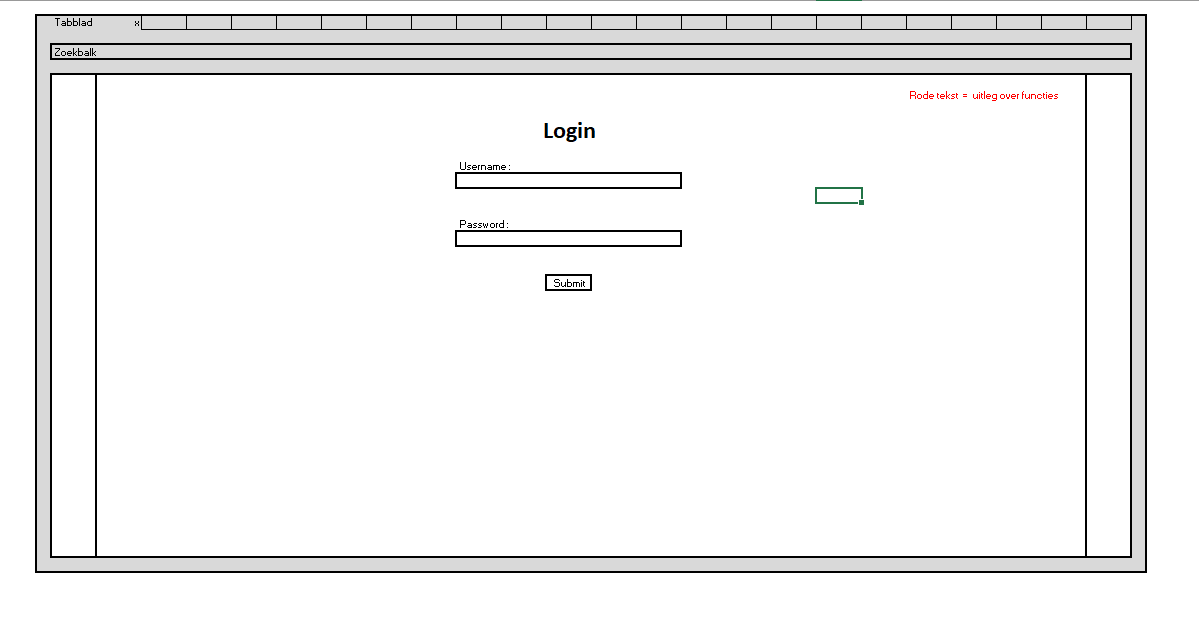 Tabblad x
Zoekbalk
Rode tekst = uitleg over functies
Login
Username:
Password:
Submit